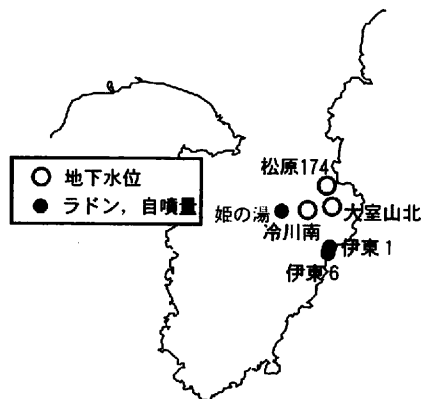 松原174
地下水位
ラドン，自噴量
姫の湯
大室山北
冷川南
伊東1
伊東6